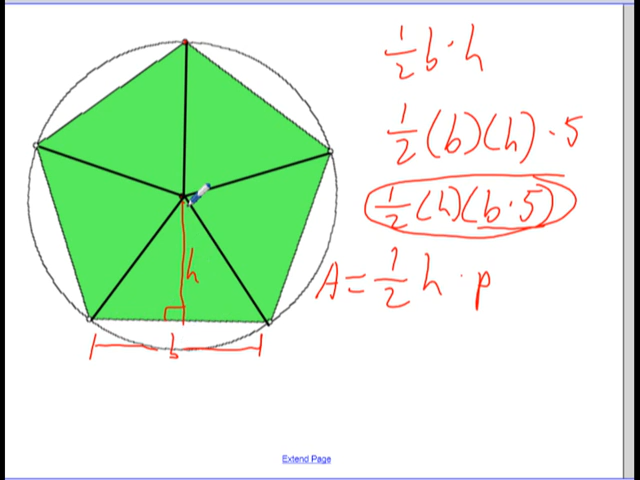 1/2 b · h
1/2 (b)(h) · 5
1/2 (h)(b · 5)
h
A = 1/2 h · p
b
Extend Page